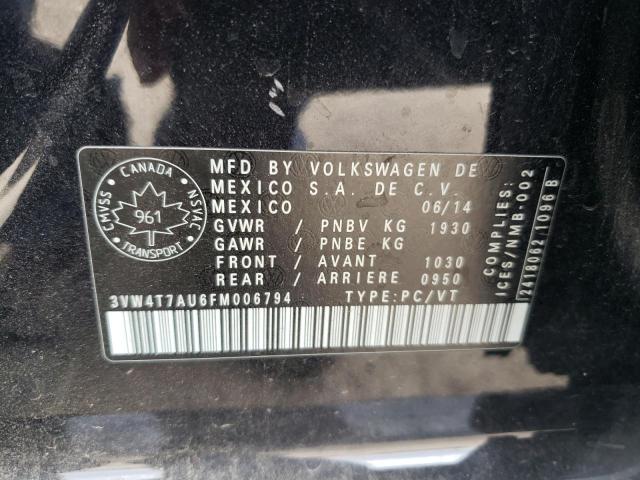 CANADA
CMVSS
NSVAC
961
TRANSPORT
MFD BY VOLKSWAGEN DE
MEXICO S.A. DE C.V.
MEXICO 06/14
GVWR / PNBV KG 1930
GAWR / PNBE KG
FRONT / AVANT 1030
REAR / ARRIERE 0950
3VW4T7AU6FM006794 TYPE:PC/VT
COMPLIES:
ICES/NMB-002
2418062 1096 B